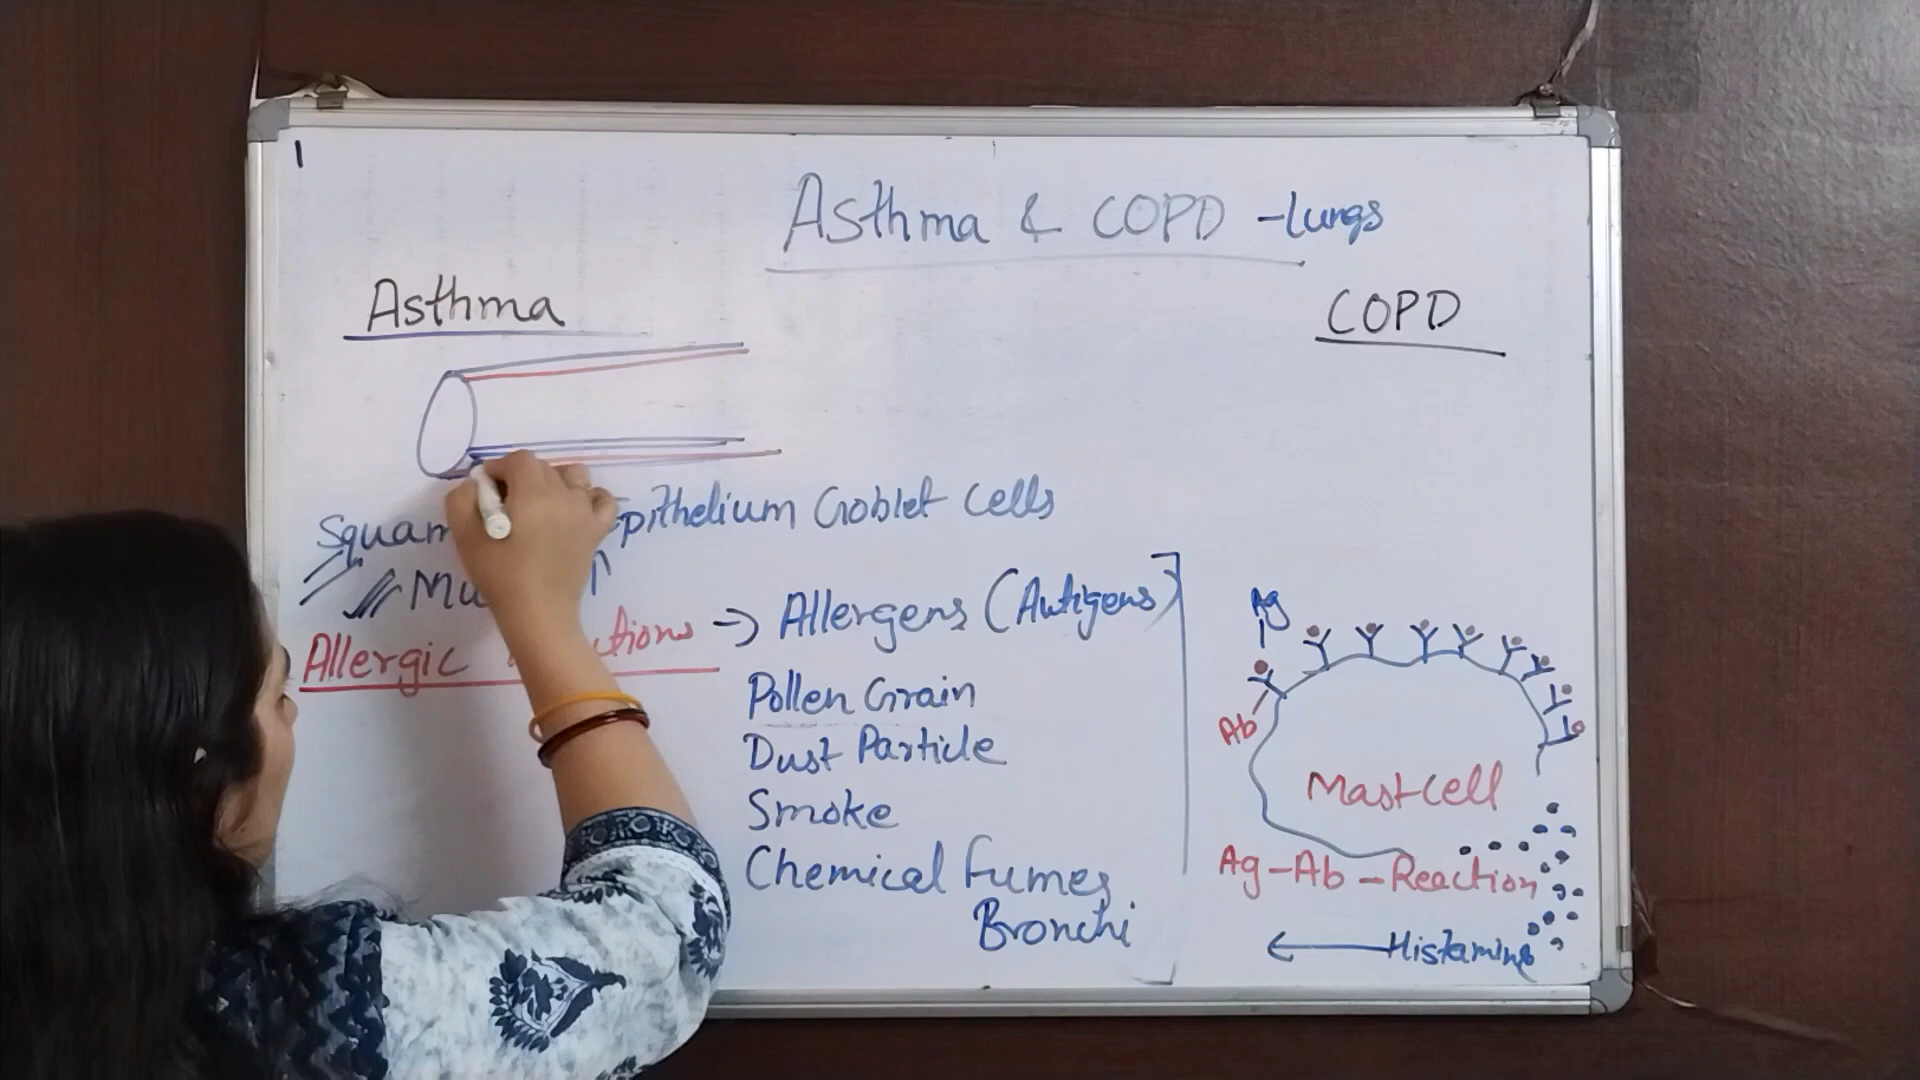 Asthma & COPD - Lungs
Asthma
COPD
Epithelium Goblet Cells
Allergic
→ Allergens (Antigens)
Pollen Grain
Dust Particle
Smoke
Chemical Fumes
Bronchi
Ag
Ab
Mast Cell
Ag-Ab-Reaction
← Histamine